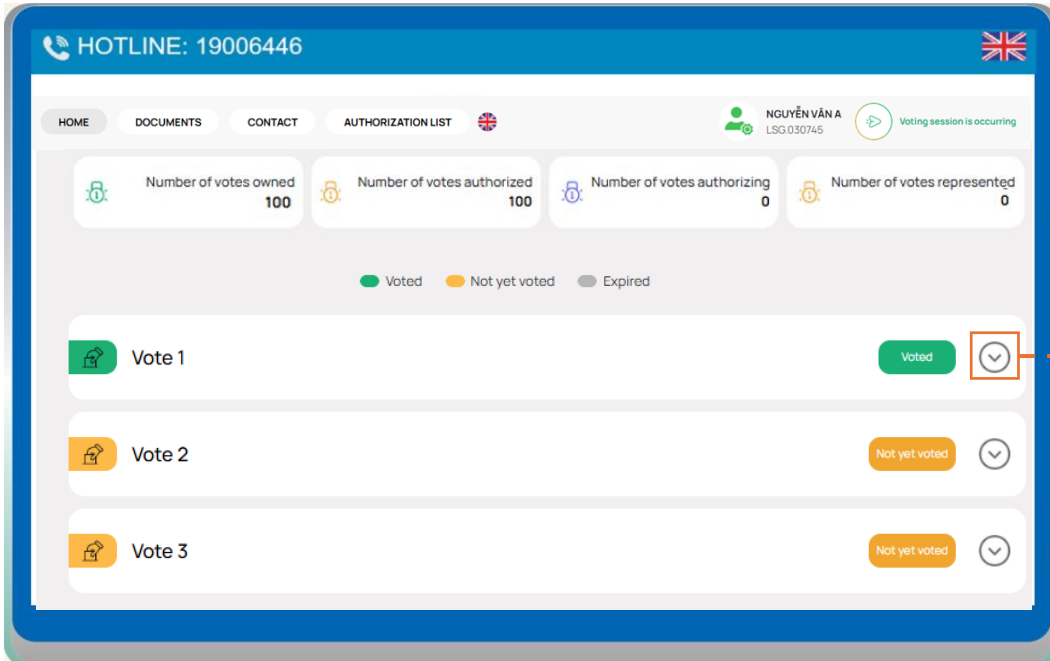 HOTLINE: 19006446
HOME DOCUMENTS CONTACT AUTHORIZATION LIST
NGUYỄN VĂN A
LSG.030745
Voting session is occurring
Number of votes owned
100
Number of votes authorized
100
Number of votes authorizing
0
Number of votes represented
0
Voted Not yet voted Expired
Vote 1 Voted
Vote 2 Not yet voted
Vote 3 Not yet voted